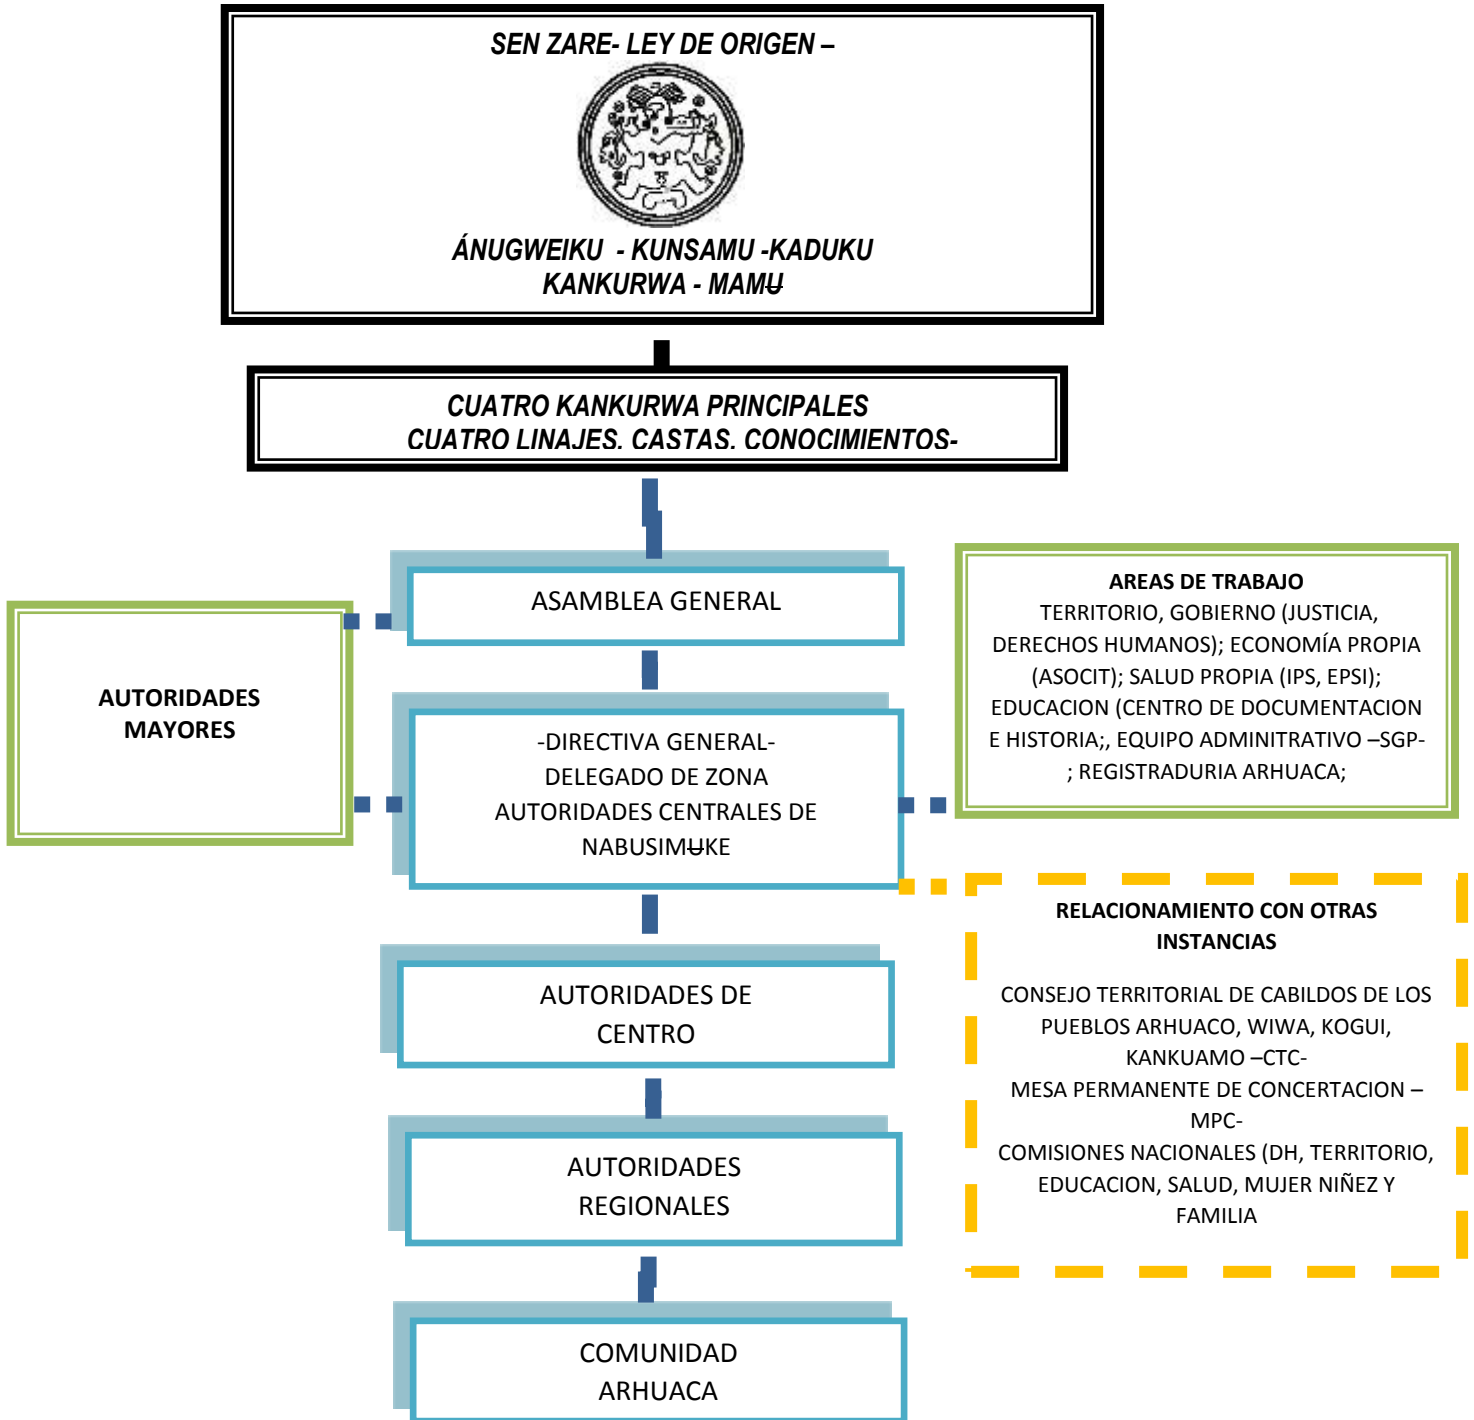 SEN ZARE- LEY DE ORIGEN –
ÁNUGWEIKU - KUNSAMU -KADUKU
KANKURWA - MAMɄ
CUATRO KANKURWA PRINCIPALES
CUATRO LINAJES. CASTAS. CONOCIMIENTOS-
ASAMBLEA GENERAL
AUTORIDADES
MAYORES
-DIRECTIVA GENERAL-
DELEGADO DE ZONA
AUTORIDADES CENTRALES DE
NABUSIMɄKE
AREAS DE TRABAJO
TERRITORIO, GOBIERNO (JUSTICIA,
DERECHOS HUMANOS); ECONOMÍA PROPIA
(ASOCIT); SALUD PROPIA (IPS, EPSI);
EDUCACION (CENTRO DE DOCUMENTACION
E HISTORIA;, EQUIPO ADMINITRATIVO –SGP-
; REGISTRADURIA ARHUACA;
RELACIONAMIENTO CON OTRAS
INSTANCIAS
CONSEJO TERRITORIAL DE CABILDOS DE LOS
PUEBLOS ARHUACO, WIWA, KOGUI,
KANKUAMO –CTC-
MESA PERMANENTE DE CONCERTACION –
MPC-
COMISIONES NACIONALES (DH, TERRITORIO,
EDUCACION, SALUD, MUJER NIÑEZ Y
FAMILIA
AUTORIDADES DE
CENTRO
AUTORIDADES
REGIONALES
COMUNIDAD
ARHUACA